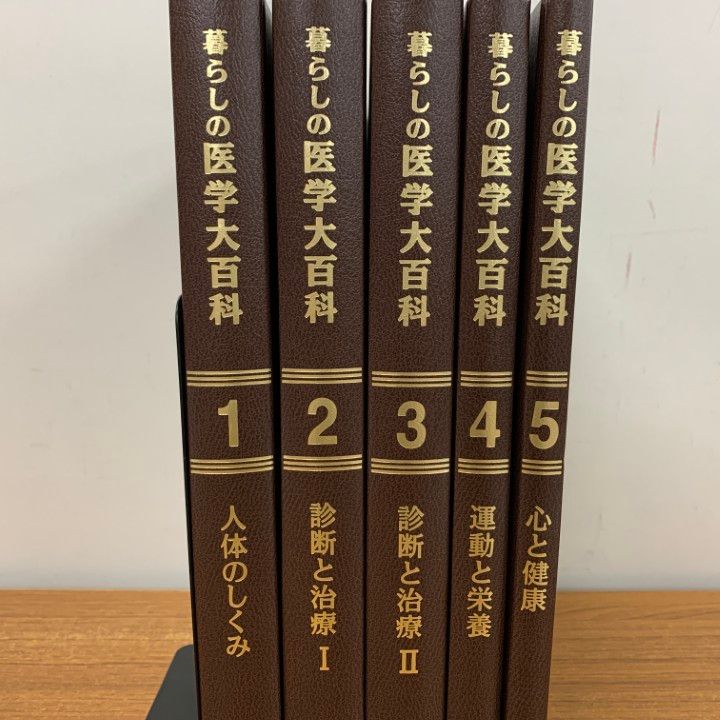 暮らしの医学大百科
1
人体のしくみ
暮らしの医学大百科
2
診断と治療 I
暮らしの医学大百科
3
診断と治療 II
暮らしの医学大百科
4
運動と栄養
暮らしの医学大百科
5
心と健康